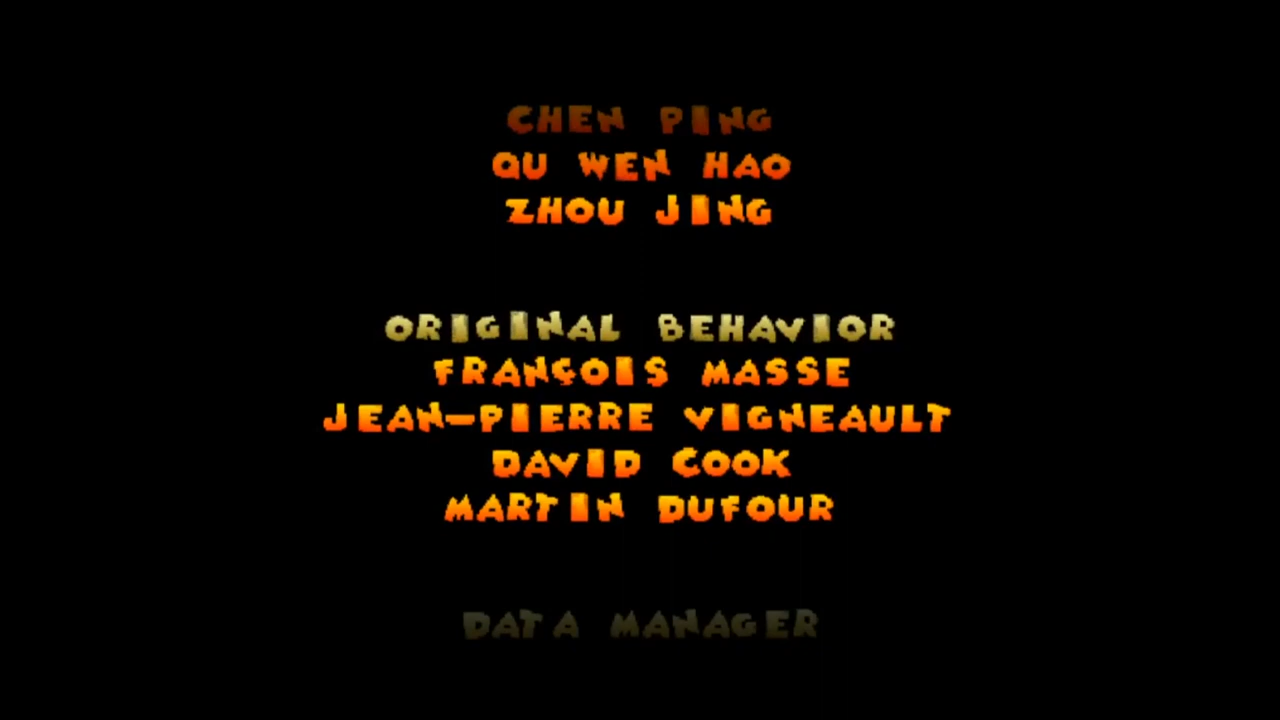 CHEN PING
QU WEN HAO
ZHOU JING
ORIGINAL BEHAVIOR
FRANÇOIS MASSE
JEAN-PIERRE VIGNEAULT
DAVID COOK
MARTIN DUFOUR
DATA MANAGER